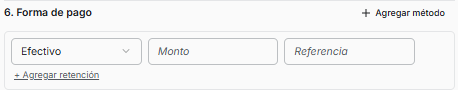 6. Forma de pago
+ Agregar método
Efectivo Monto Referencia
+ Agregar retención